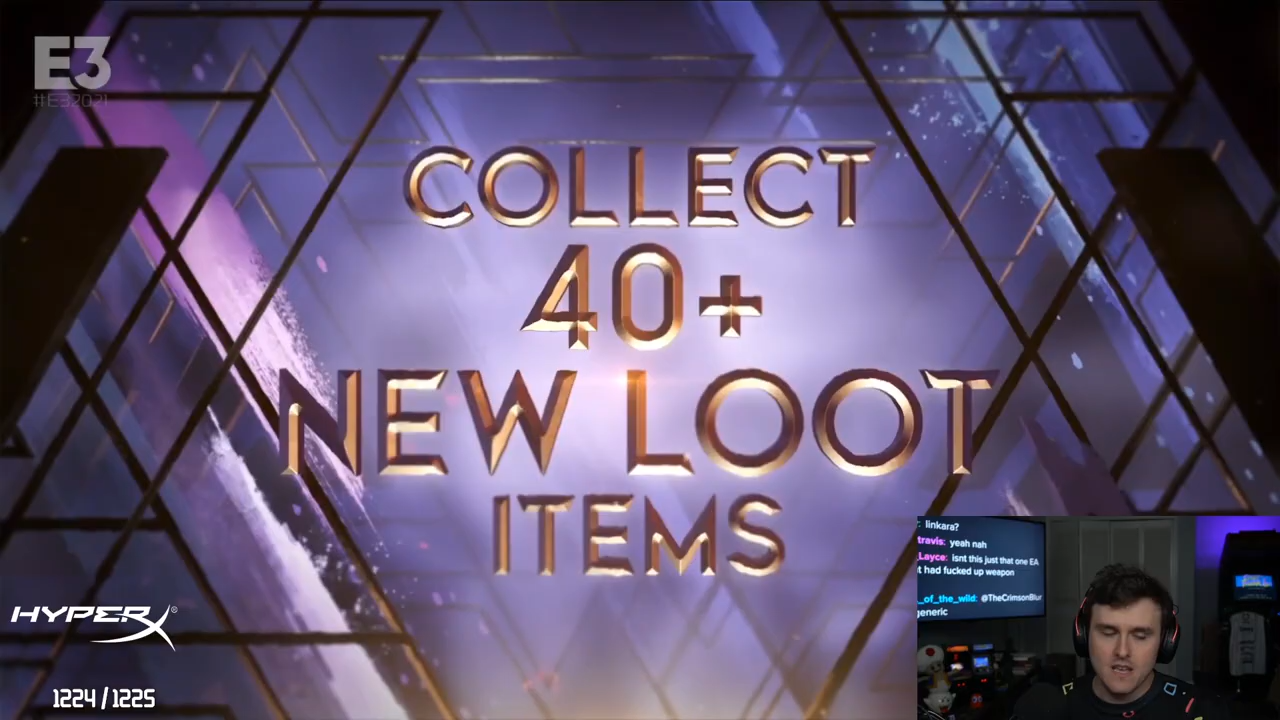 E3
#E32021
COLLECT
40+
NEW LOOT
ITEMS
HYPERX®
1224/1225
: linkara?
travis: yeah nah
_Layce: isnt this just that one EA
t had fucked up weapon
_of_the_wild: @TheCrimsonBlur
generic